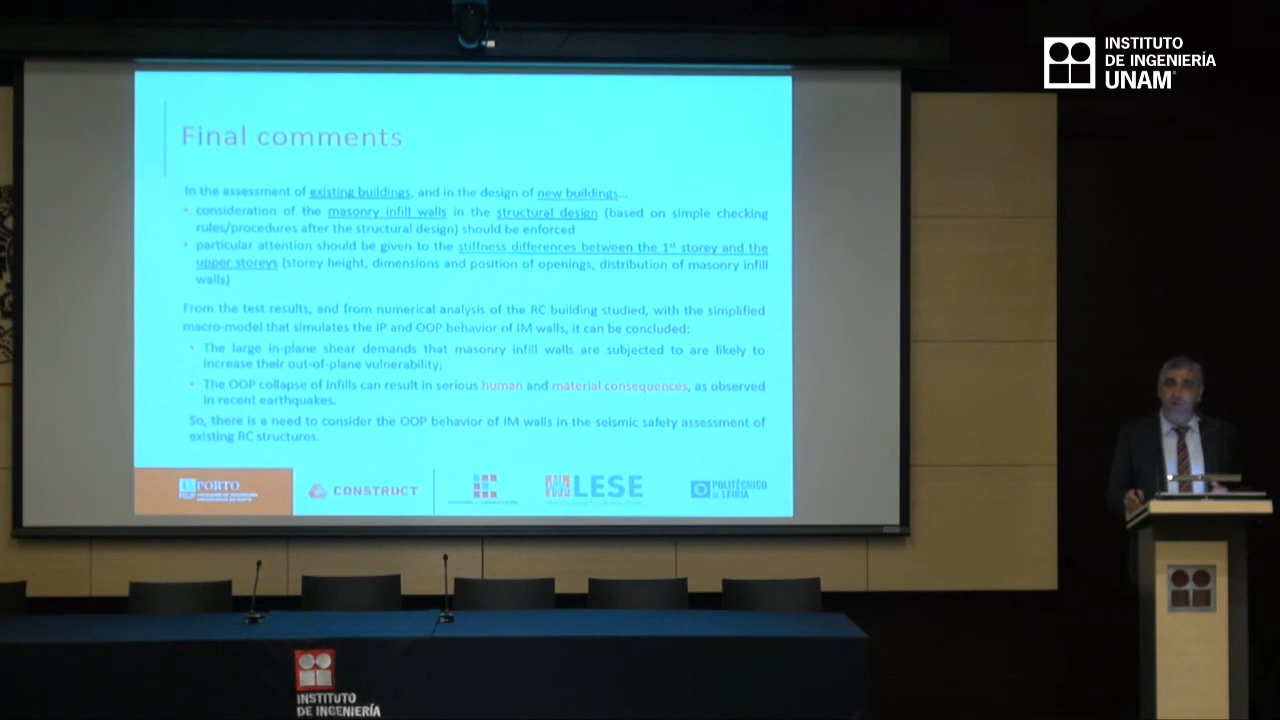 INSTITUTO
DE INGENIERÍA
UNAM
Final comments
In the assessment of existing buildings, and in the design of new buildings...
• consideration of the masonry infill walls in the structural design (based on simple checking
rules/procedures after the structural design) should be enforced
• particular attention should be given to the stiffness differences between the 1st storey and the
upper storeys (storey height, dimensions and position of openings, distribution of masonry infill
walls)
From the test results, and from numerical analysis of the RC building studied, with the simplified
macro-model that simulates the IP and OOP behavior of IM walls, it can be concluded:
• The large in-plane shear demands that masonry infill walls are subjected to are likely to
increase their out-of-plane vulnerability;
• The OOP collapse of infills can result in serious human and material consequences, as observed
in recent earthquakes.
So, there is a need to consider the OOP behavior of IM walls in the seismic safety assessment of
existing RC structures.
U.PORTO
CONSTRUCT
LESE
POLITÉCNICO
DE LEIRIA
INSTITUTO
DE INGENIERÍA